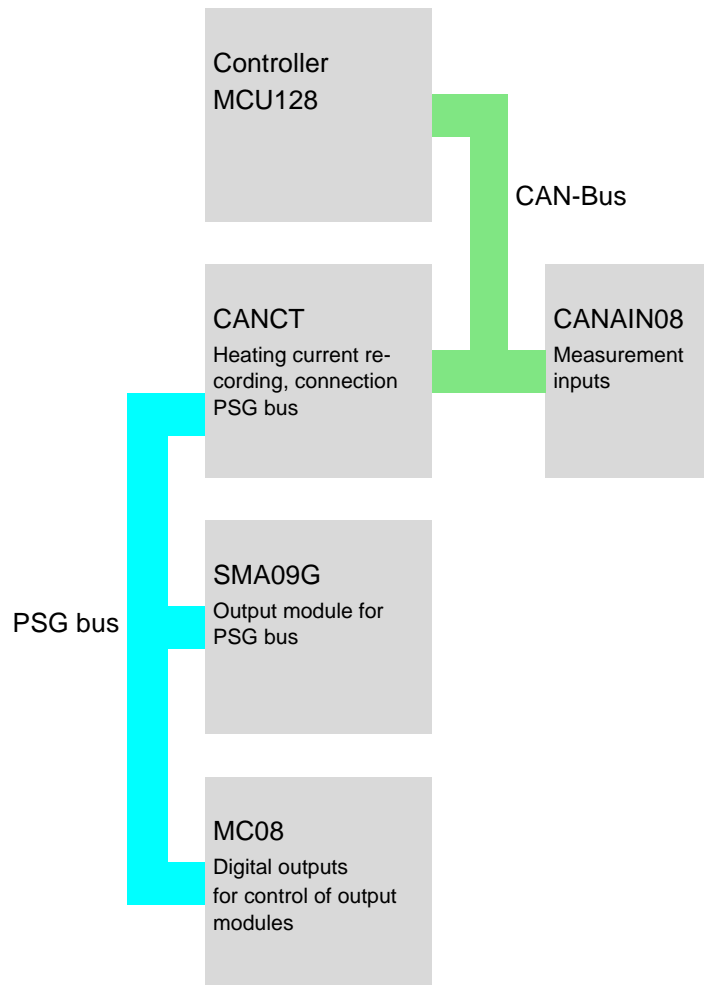 Controller
MCU128
CAN-Bus
CANCT
Heating current re-
cording, connection
PSG bus
CANAIN08
Measurement
inputs
SMA09G
Output module for
PSG bus
PSG bus
MC08
Digital outputs
for control of output
modules